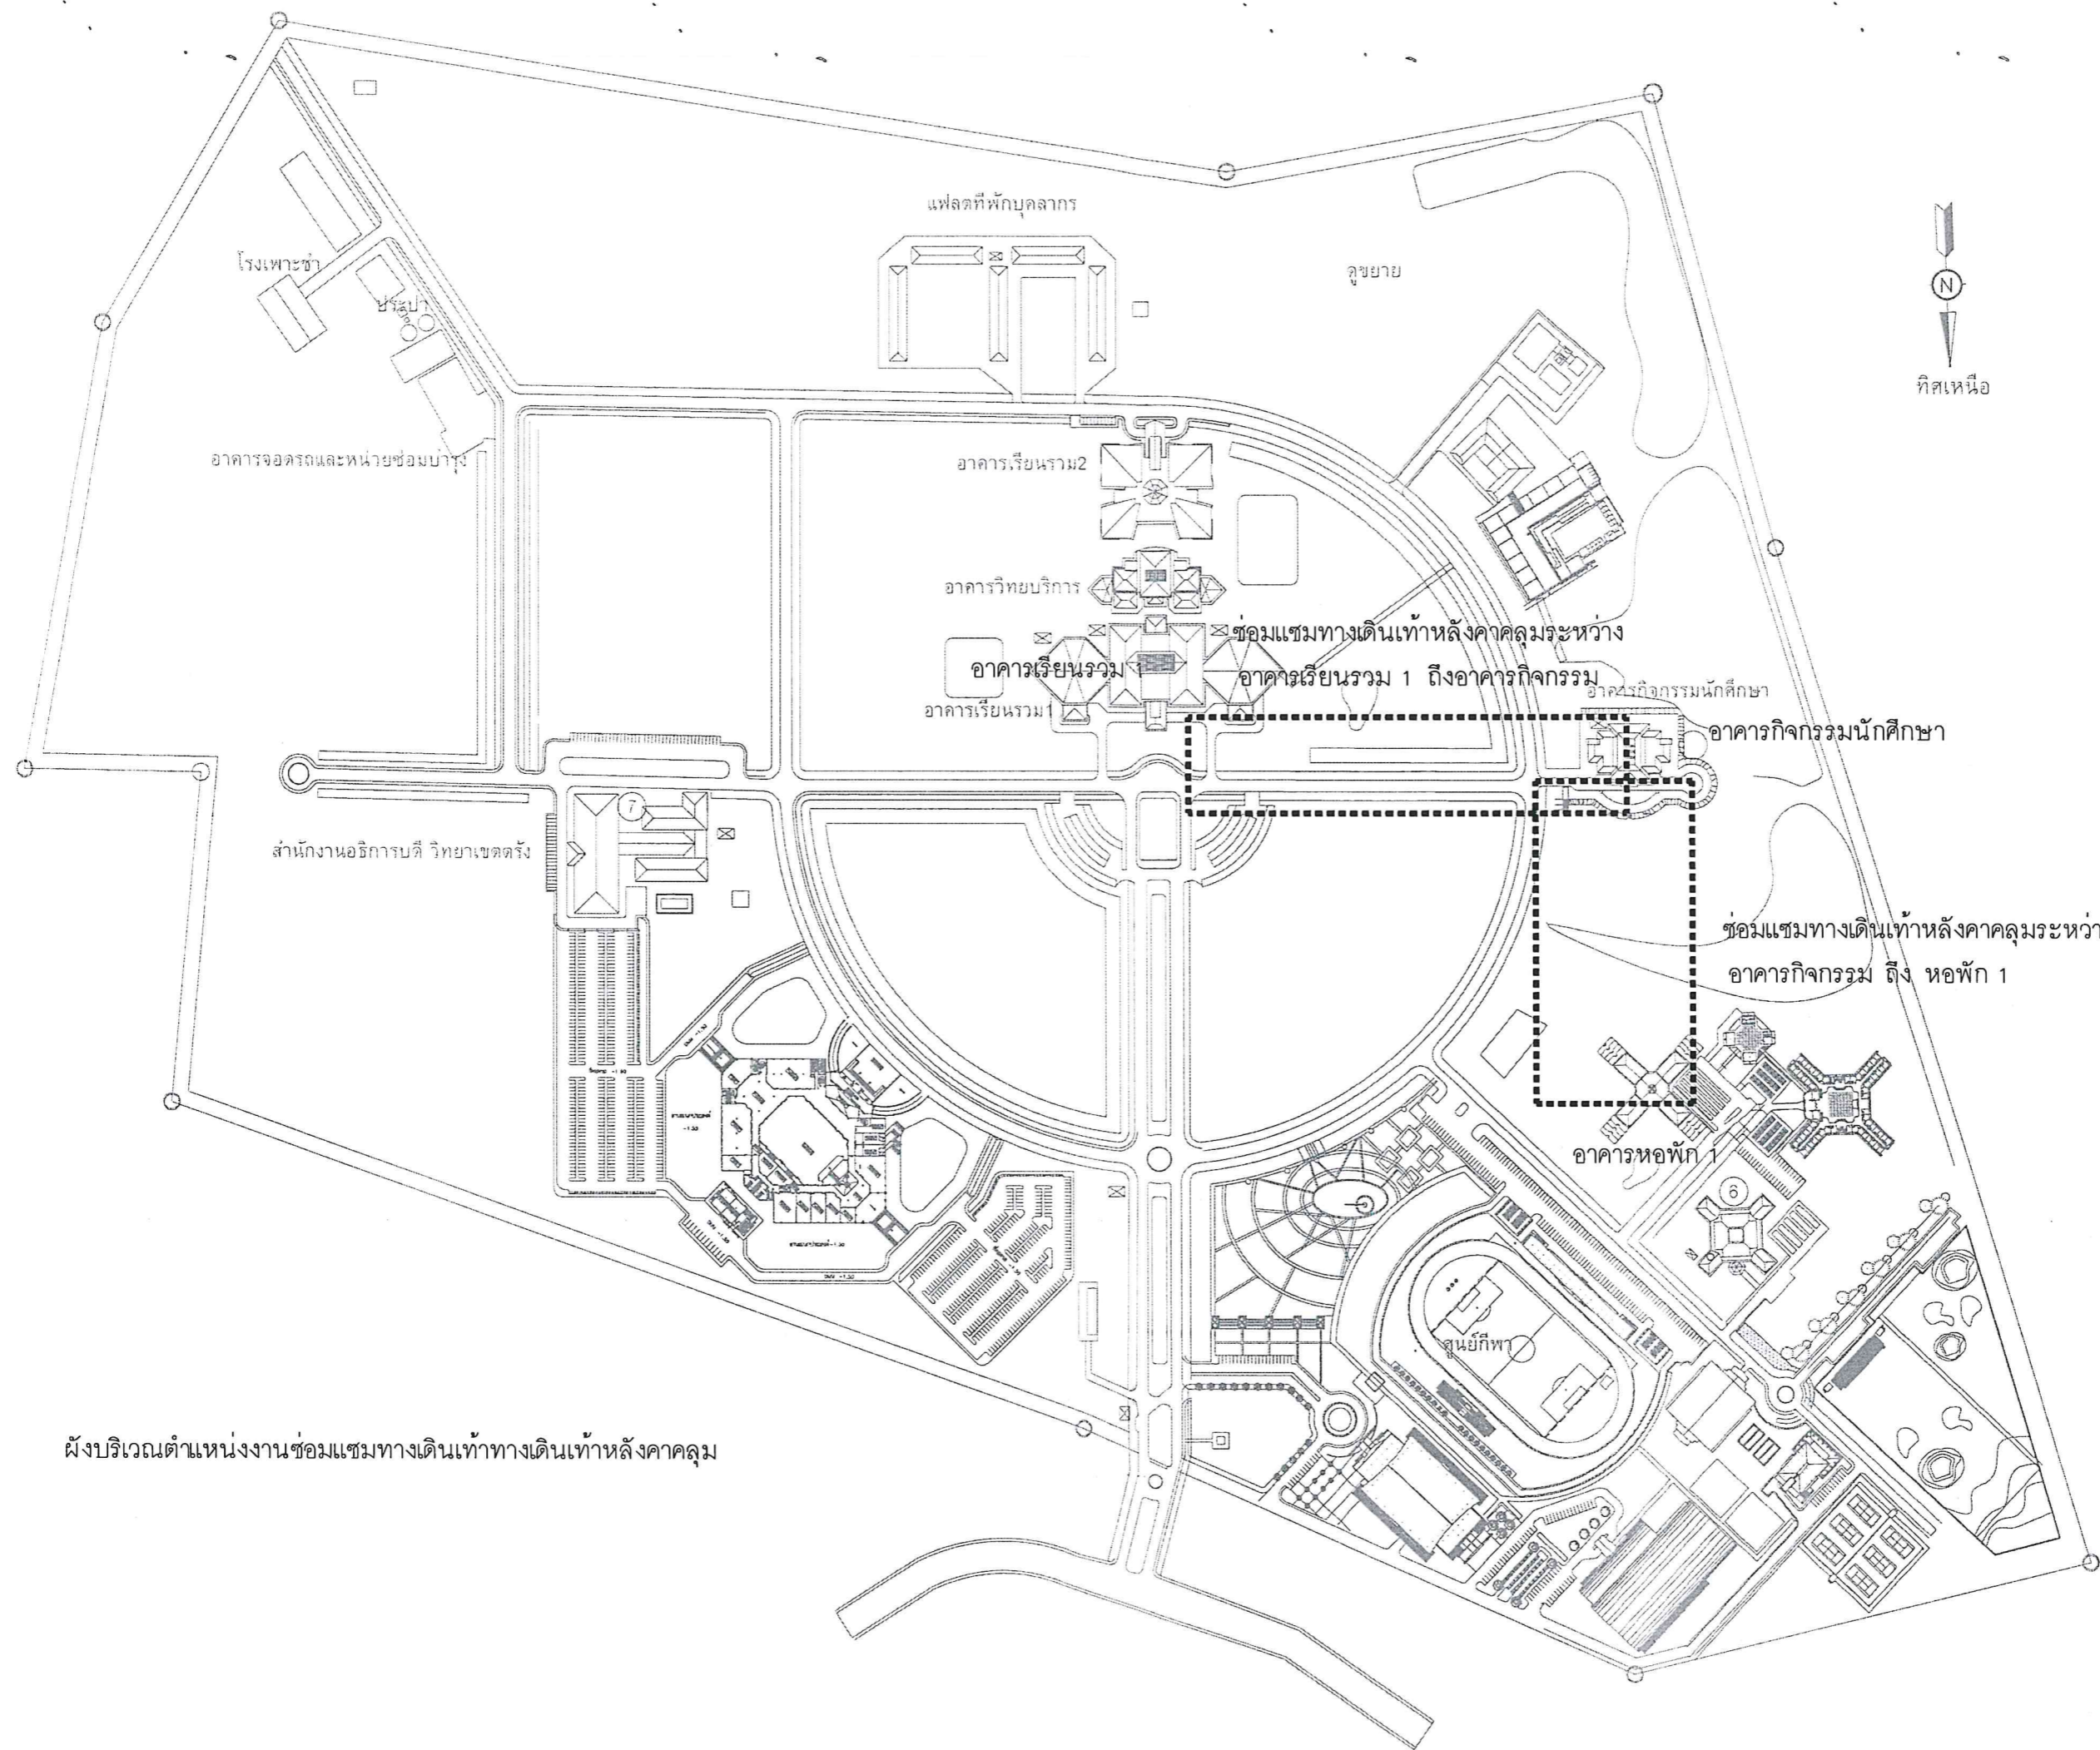 แฟลตที่พักบุคลากร
โรงเพาะชำ
คูขยาย
ประปา
N
ทิศเหนือ
อาคารจอดรถและหน่วยซ่อมบำรุง
อาคารเรียนรวม2
อาคารวิทยบริการ
ซ่อมแซมทางเดินเท้าหลังคาคลุมระหว่าง
อาคารเรียนรวม 1 ถึงอาคารกิจกรรม
อาคารเรียนรวม 1
อาคารเรียนรวม1
อาคารกิจกรรมนักศึกษา
อาคารกิจกรรมนักศึกษา
7
สำนักงานอธิการบดี วิทยาเขตตรัง
ซ่อมแซมทางเดินเท้าหลังคาคลุมระหว่า
อาคารกิจกรรม ถึง หอพัก 1
อาคารหอพัก 1
6
ศูนย์กีฬา
ผังบริเวณตำแหน่งงานซ่อมแซมทางเดินเท้าทางเดินเท้าหลังคาคลุม